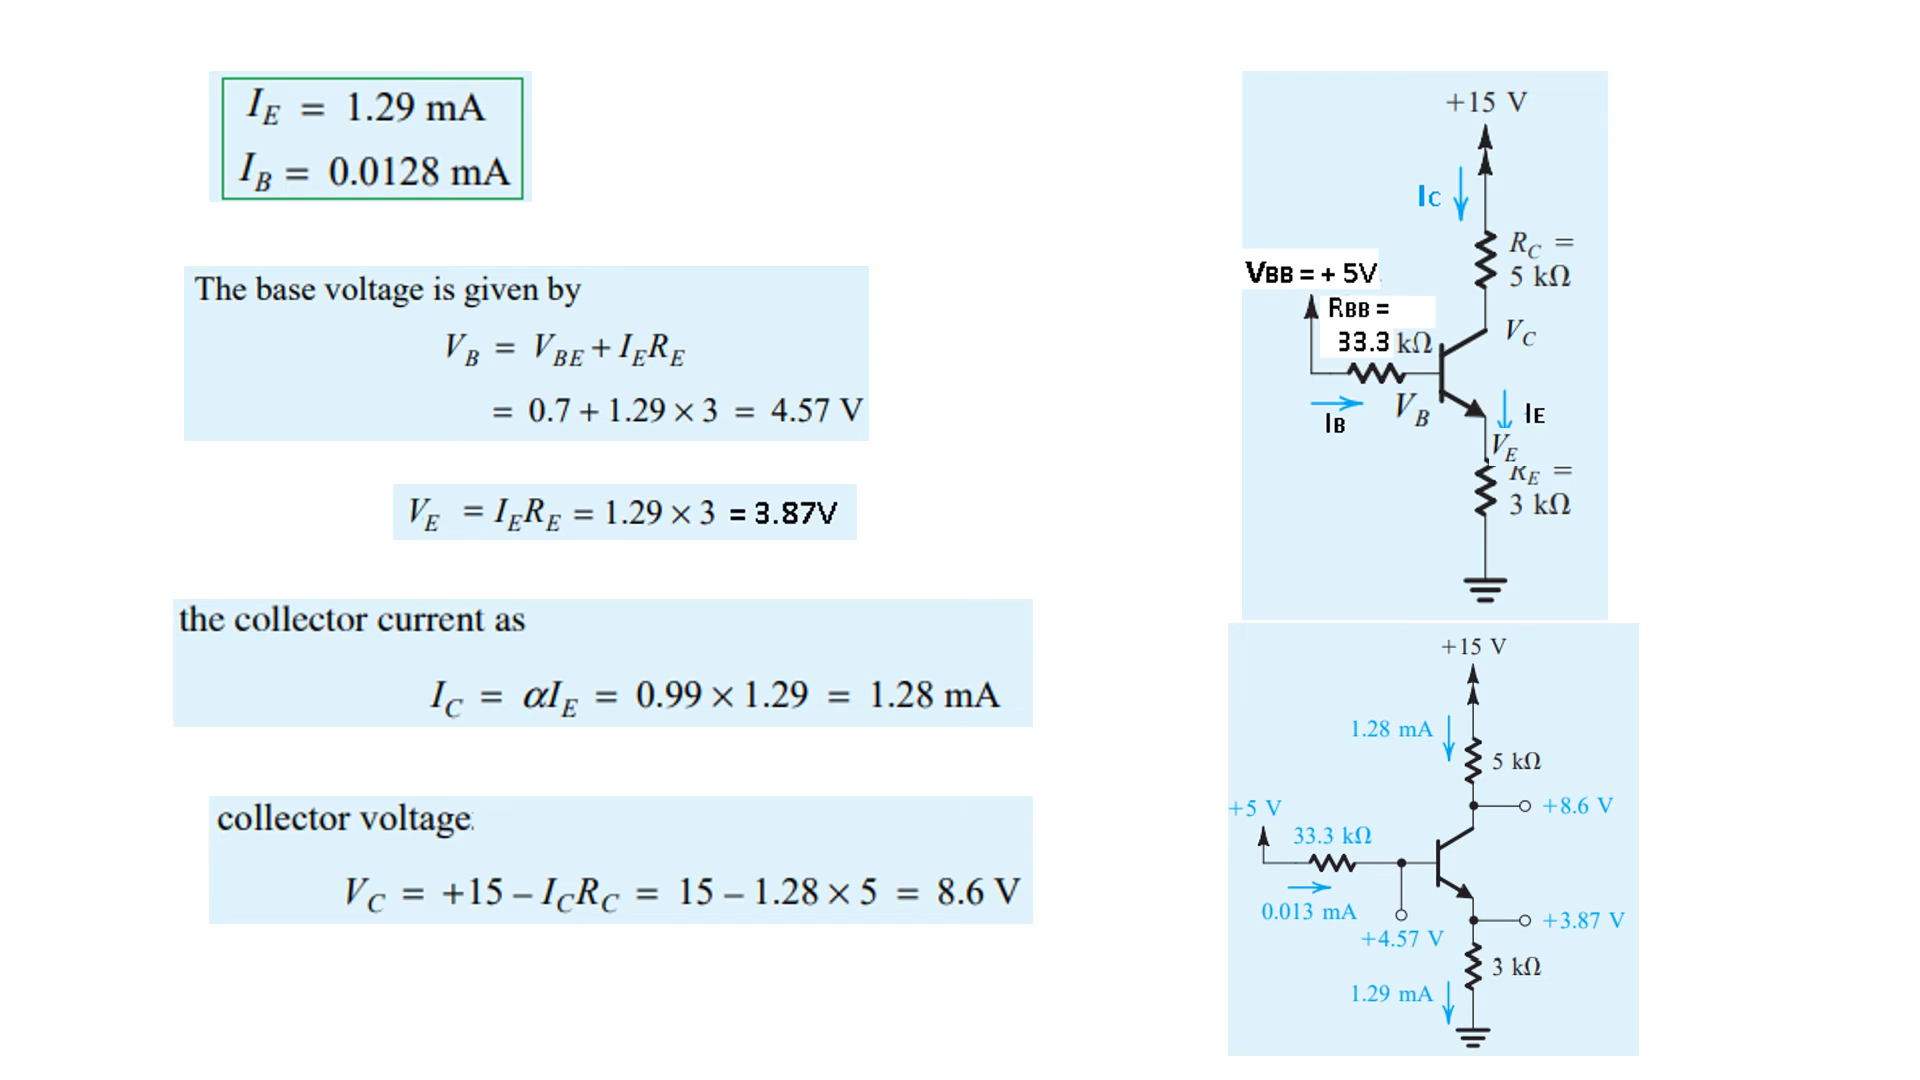 I_E = 1.29 mA
I_B = 0.0128 mA
The base voltage is given by
V_B = V_BE + I_E R_E
= 0.7 + 1.29 × 3 = 4.57 V
V_E = I_E R_E = 1.29 × 3 = 3.87V
the collector current as
I_C = αI_E = 0.99 × 1.29 = 1.28 mA
collector voltage
V_C = +15 – I_C R_C = 15 – 1.28 × 5 = 8.6 V
+15 V
IC
R_C =
5 kΩ
VBB = + 5V
RBB =
33.3 kΩ
V_C
V_B
IB
IE
V_E
R_E =
3 kΩ
+15 V
1.28 mA
5 kΩ
+8.6 V
+5 V
33.3 kΩ
0.013 mA
+4.57 V
+3.87 V
3 kΩ
1.29 mA